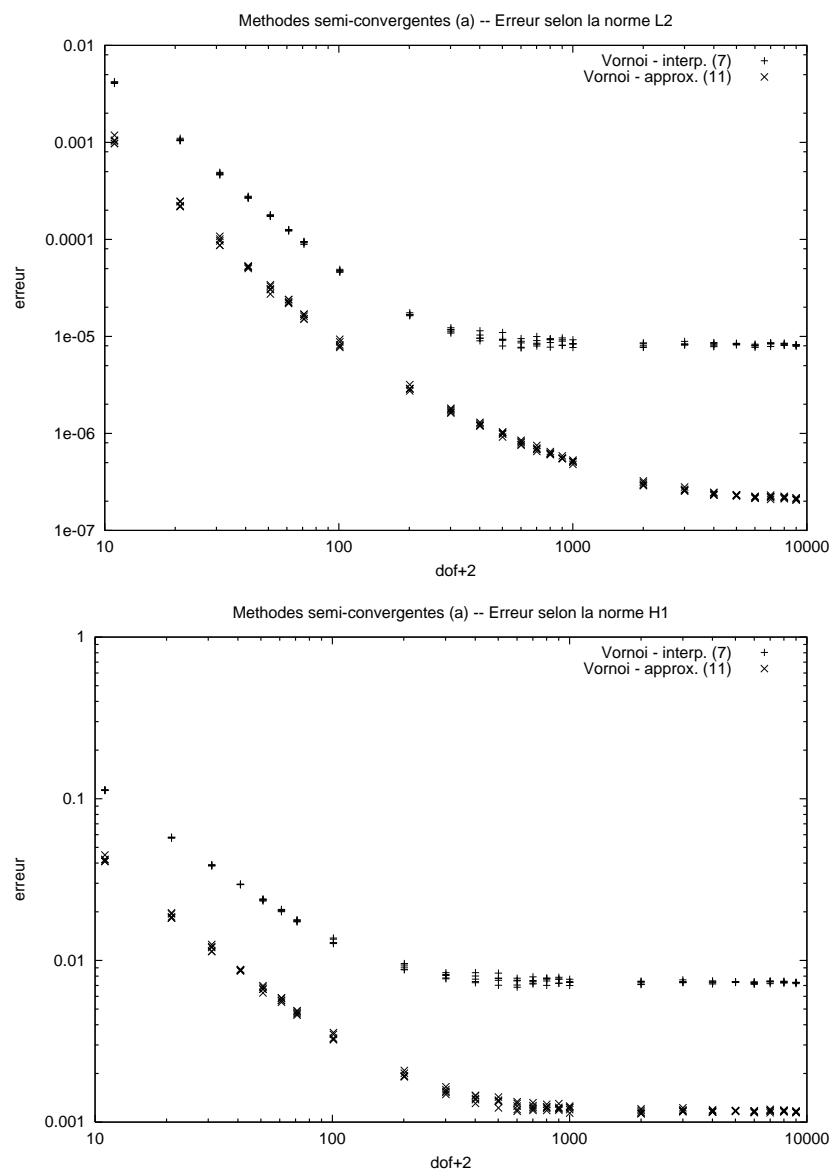 Methodes semi-convergentes (a) -- Erreur selon la norme L2
0.01
Vornoi - interp. (7)
Vornoi - approx. (11)
0.001
0.0001
erreur
1e-05
1e-06
1e-07
10 100 1000 10000
dof+2
Methodes semi-convergentes (a) -- Erreur selon la norme H1
1
Vornoi - interp. (7)
Vornoi - approx. (11)
0.1
erreur
0.01
0.001
10 100 1000 10000
dof+2